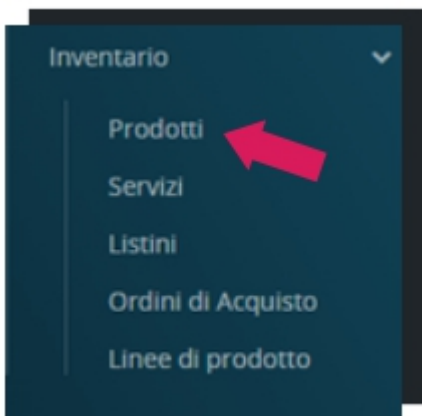 Inventario
Prodotti
Servizi
Listini
Ordini di Acquisto
Linee di prodotto